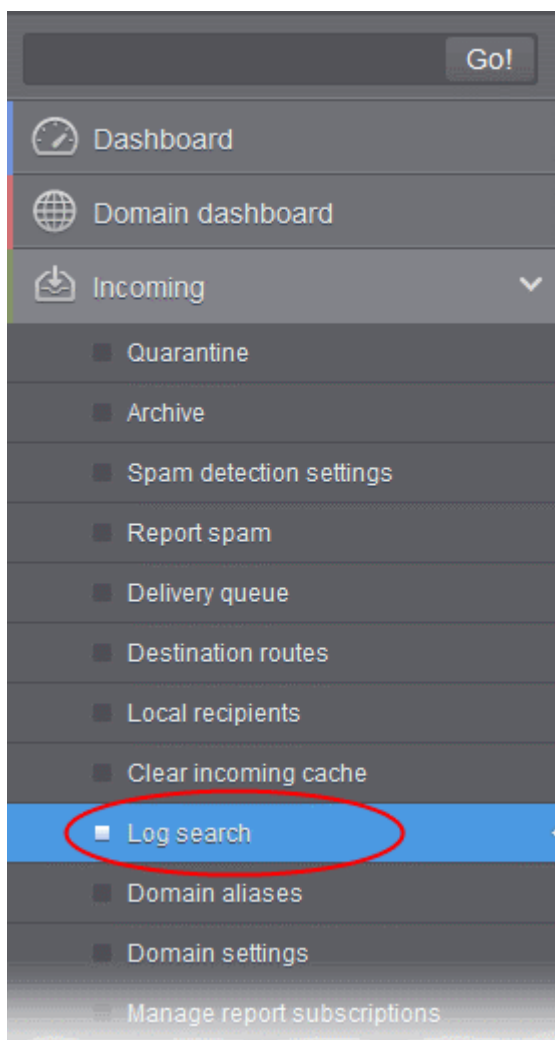 Go!
Dashboard
Domain dashboard
Incoming
Quarantine
Archive
Spam detection settings
Report spam
Delivery queue
Destination routes
Local recipients
Clear incoming cache
Log search
Domain aliases
Domain settings
Manage report subscriptions